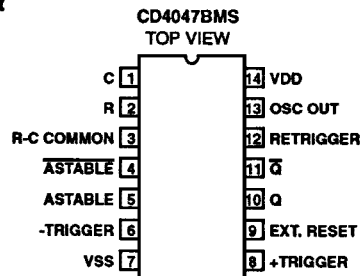 CD4047BMS
TOP VIEW
C 1 14 VDD
R 2 13 OSC OUT
R-C COMMON 3 12 RETRIGGER
A̅S̅T̅A̅B̅L̅E̅ 4 11 Q̅
ASTABLE 5 10 Q
-TRIGGER 6 9 EXT. RESET
VSS 7 8 +TRIGGER